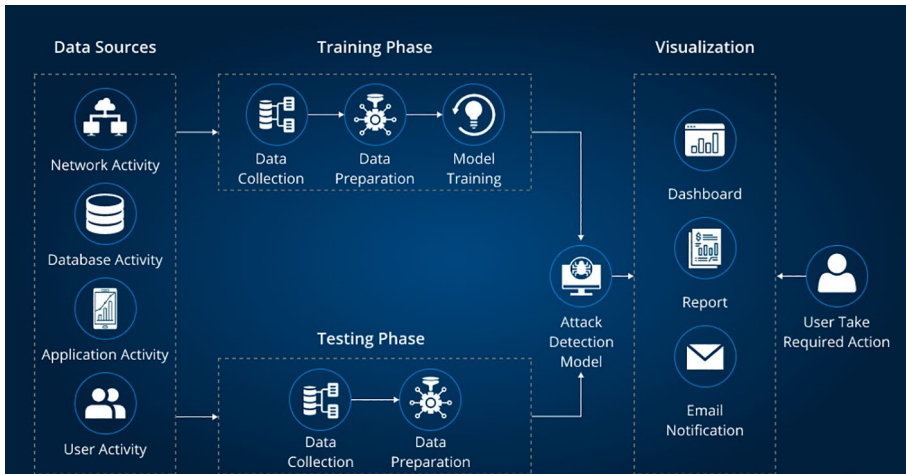 Data Sources
Network Activity
Database Activity
Application Activity
User Activity
Training Phase
Data
Collection
Data
Preparation
Model
Training
Testing Phase
Data
Collection
Data
Preparation
Attack
Detection
Model
Visualization
Dashboard
Report
Email
Notification
User Take
Required Action